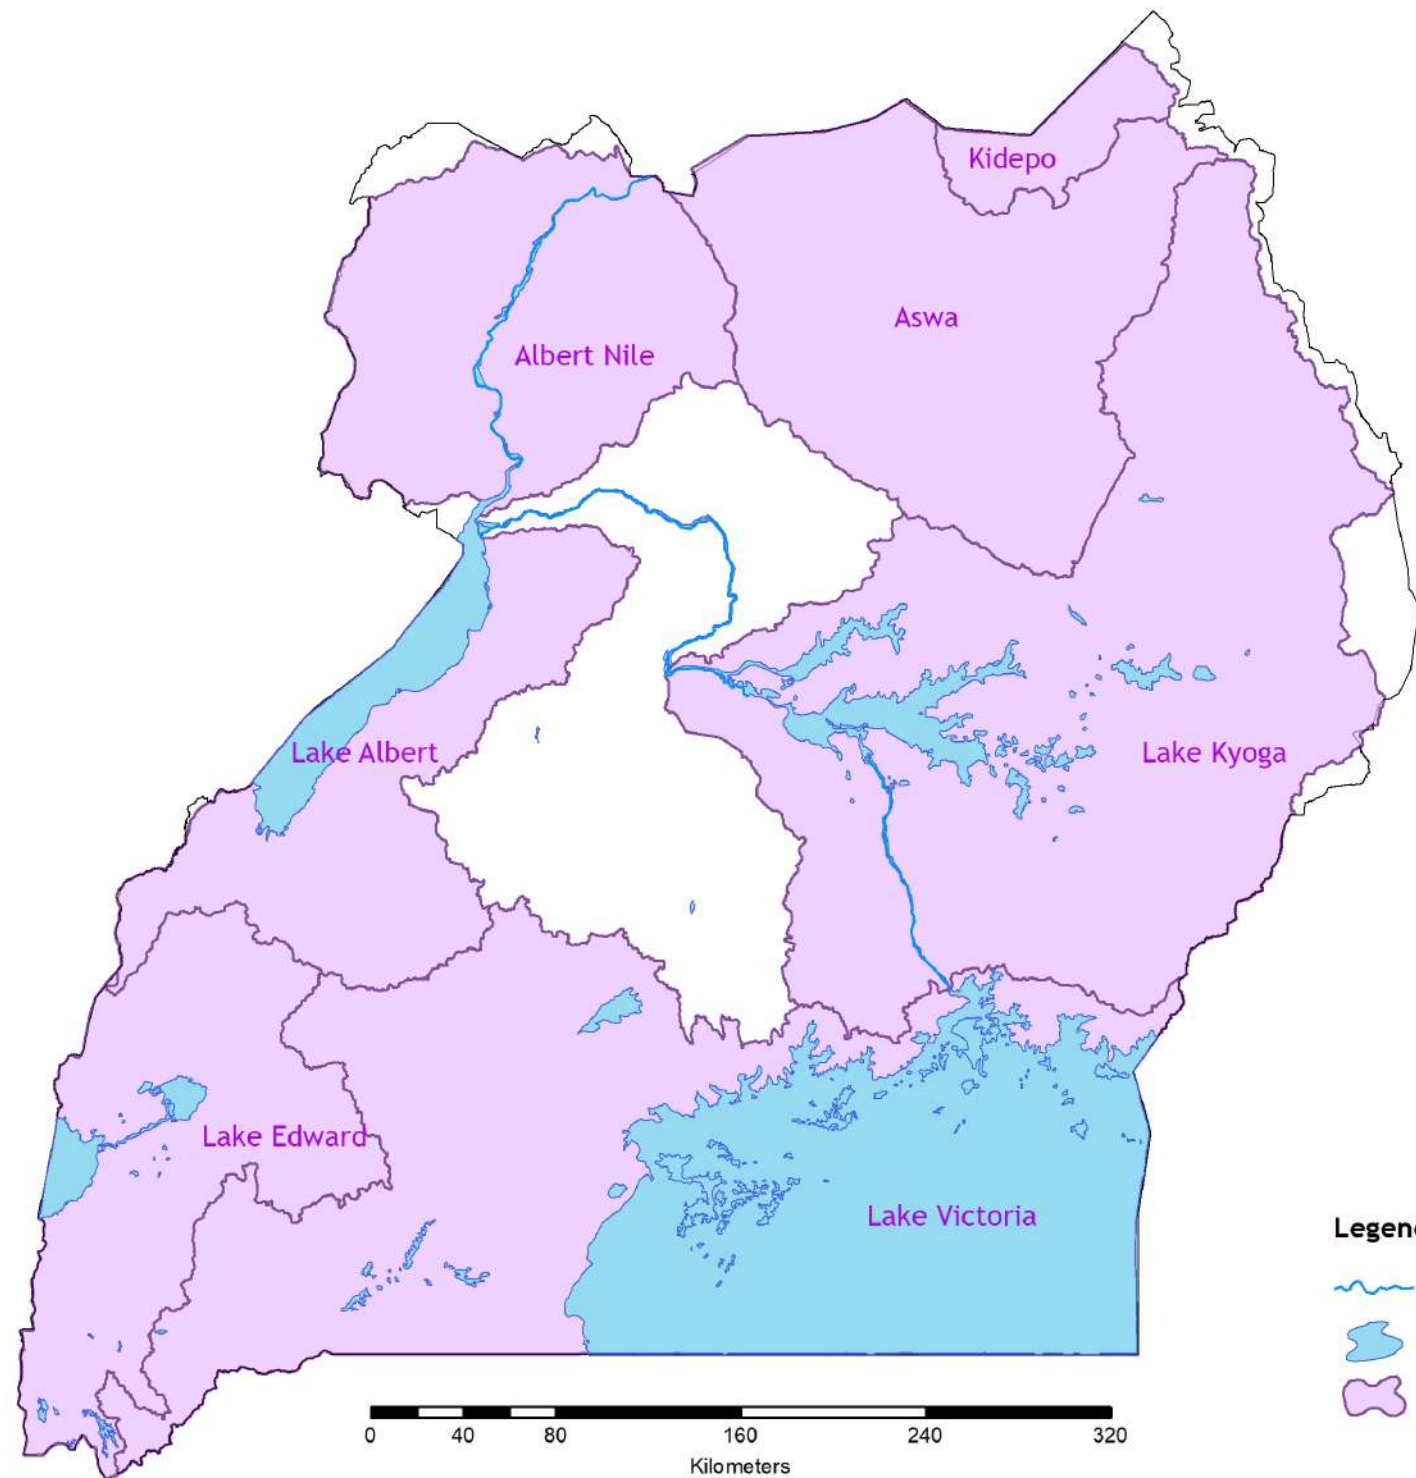 Kidepo
Aswa
Albert Nile
Lake Albert
Lake Kyoga
Lake Edward
Lake Victoria
Legen
0 40 80 160 240 320
Kilometers